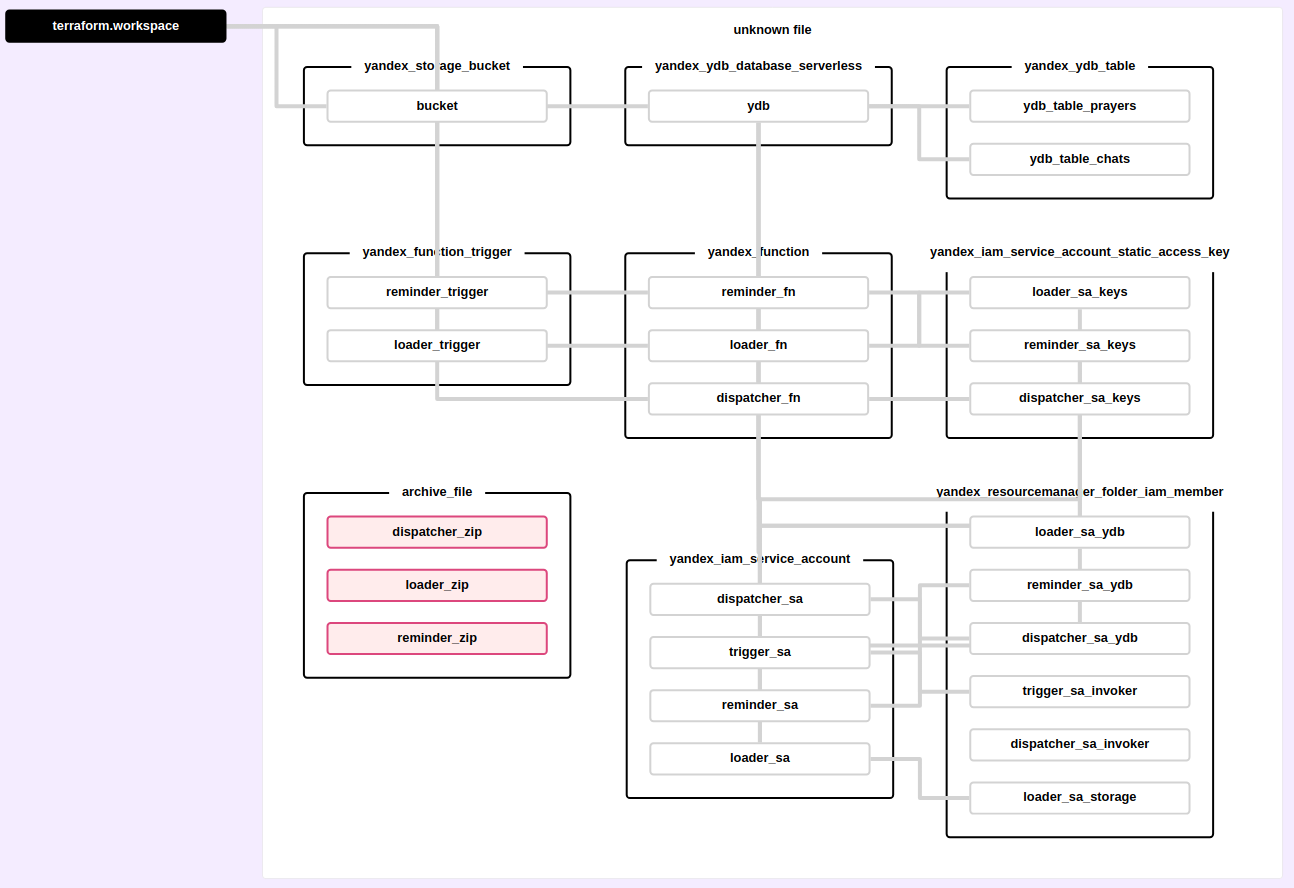 terraform.workspace
unknown file
yandex_storage_bucket
bucket
yandex_ydb_database_serverless
ydb
yandex_ydb_table
ydb_table_prayers
ydb_table_chats
yandex_function_trigger
reminder_trigger
loader_trigger
yandex_function
reminder_fn
loader_fn
dispatcher_fn
yandex_iam_service_account_static_access_key
loader_sa_keys
reminder_sa_keys
dispatcher_sa_keys
archive_file
dispatcher_zip
loader_zip
reminder_zip
yandex_iam_service_account
dispatcher_sa
trigger_sa
reminder_sa
loader_sa
yandex_resourcemanager_folder_iam_member
loader_sa_ydb
reminder_sa_ydb
dispatcher_sa_ydb
trigger_sa_invoker
dispatcher_sa_invoker
loader_sa_storage